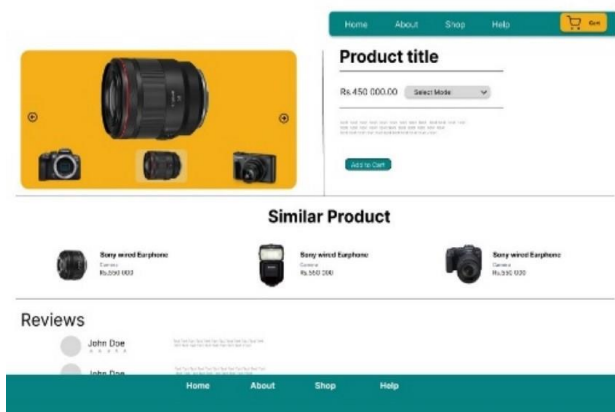 Home About Shop Help Cart
Product title
Rs.450 000.00 Select Model
Add to Cart
Similar Product
Sony wired Earphone
Camera
Rs.550 000
Sony wired Earphone
Camera
Rs.550 000
Sony wired Earphone
Camera
Rs.550 000
Reviews
John Doe
John Doe
Home About Shop Help